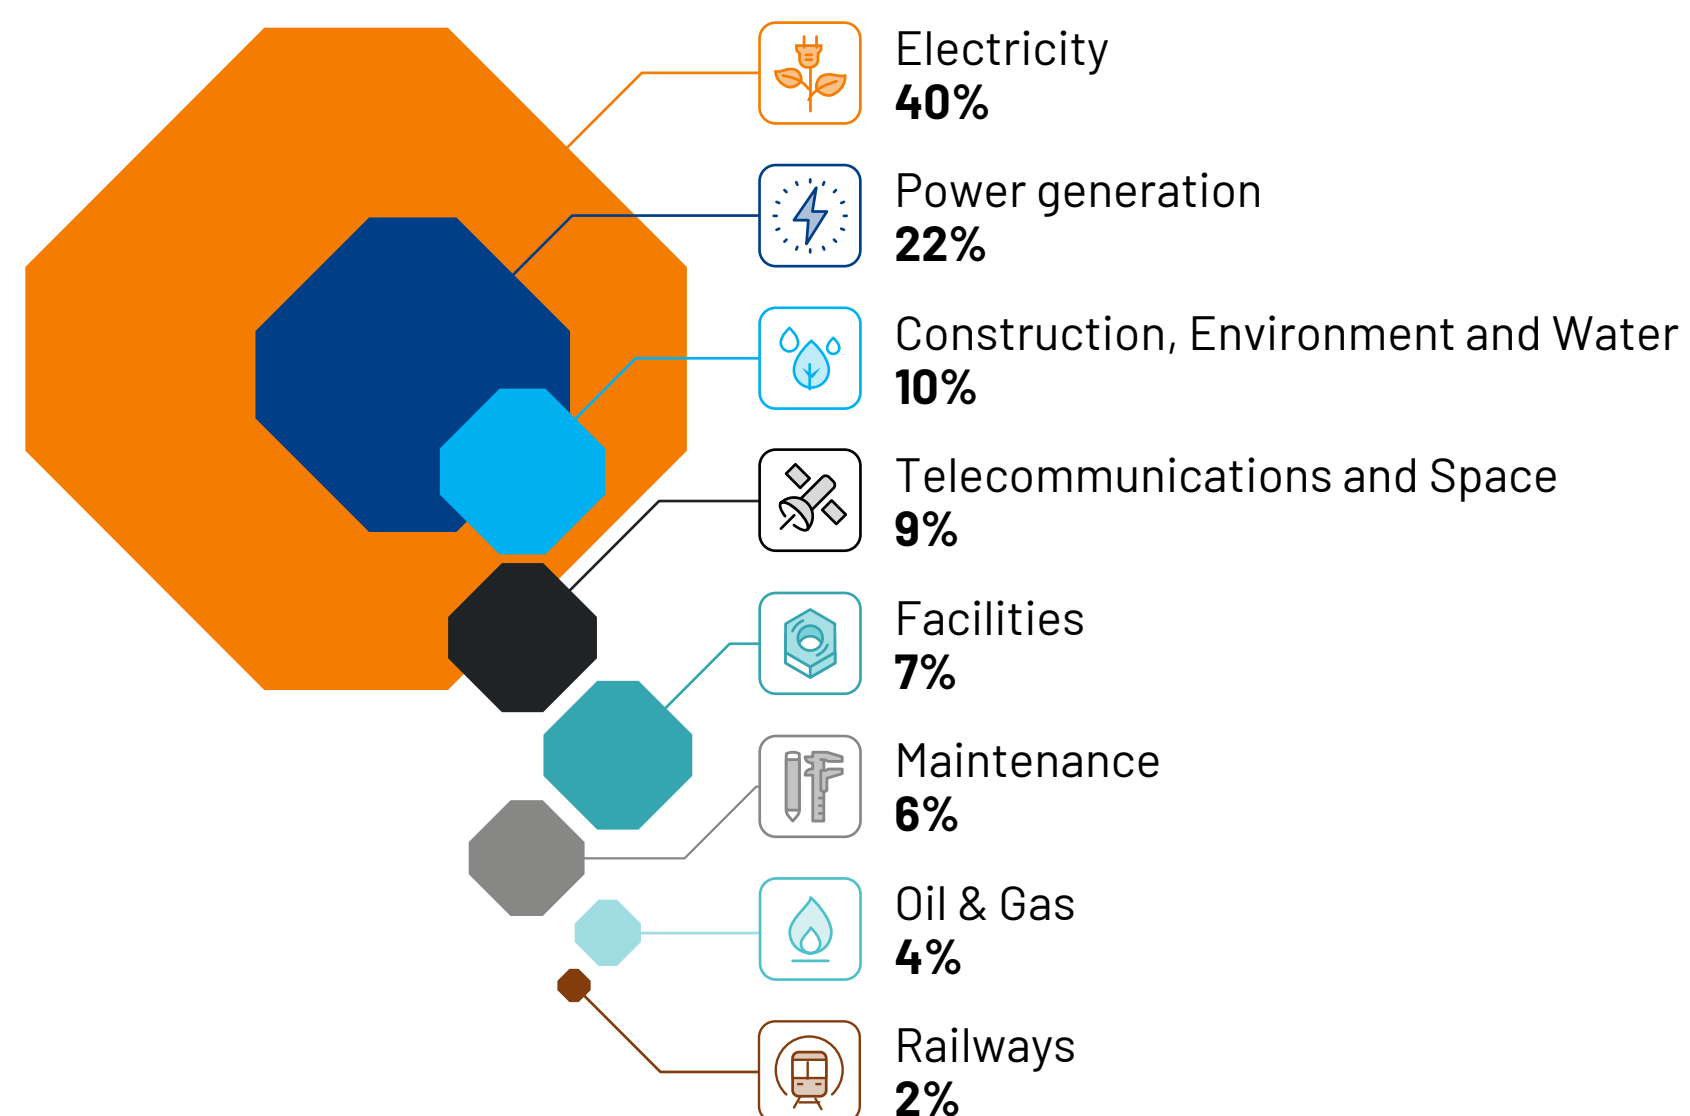 Electricity
40%
Power generation
22%
Construction, Environment and Water
10%
Telecommunications and Space
9%
Facilities
7%
Maintenance
6%
Oil & Gas
4%
Railways
2%